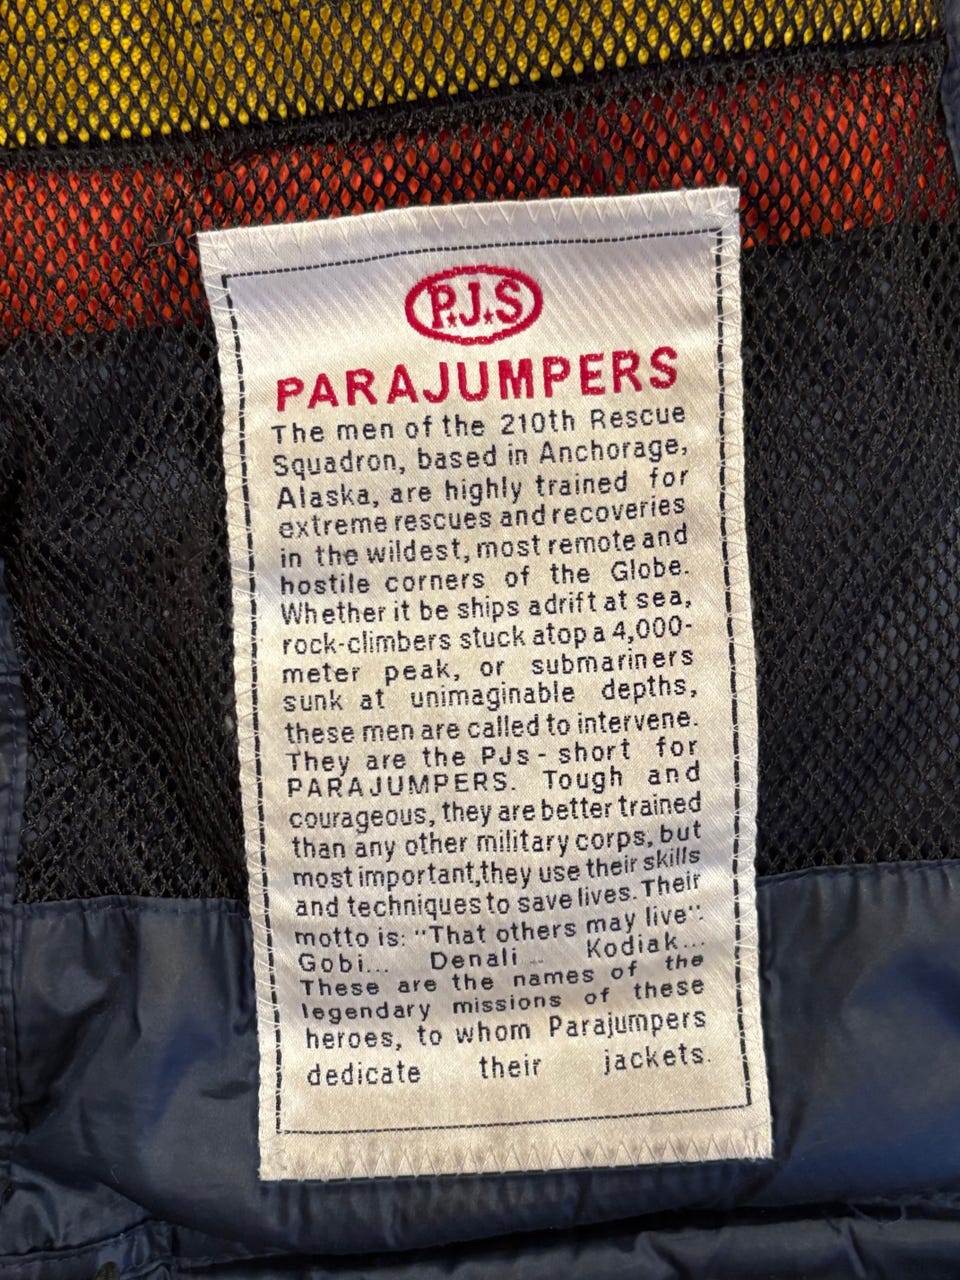 P.J.S
PARAJUMPERS
The men of the 210th Rescue
Squadron, based in Anchorage,
Alaska, are highly trained for
extreme rescues and recoveries
in the wildest, most remote and
hostile corners of the Globe.
Whether it be ships adrift at sea,
rock-climbers stuck atop a 4,000-
meter peak, or submariners
sunk at unimaginable depths,
these men are called to intervene.
They are the PJs - short for
PARAJUMPERS. Tough and
courageous, they are better trained
than any other military corps, but
most important,they use their skills
and techniques to save lives. Their
motto is: "That others may live":
Gobi... Denali ... Kodiak...
These are the names of the
legendary missions of these
heroes, to whom Parajumpers
dedicate their jackets.